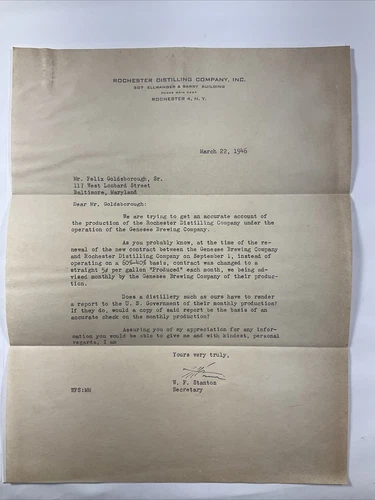 ROCHESTER DISTILLING COMPANY, INC.
ELLWANGER & BARRY BUILDING
ROCHESTER 4, N. Y.
March 22, 1946
Mr. Felix Goldsborough, Sr.
117 West Lombard Street
Baltimore, Maryland
Dear Mr. Goldsborough:
We are trying to get an accurate account of
the production of the Rochester Distilling Company under the
operation of the Genesee Brewing Company.
As you probably know, at the time of the re-
newal of the new contract between the Genesee Brewing Company
and Rochester Distilling Company on September 1, instead of
operating on a 60%-40% basis, contract was changed to a
straight 5¢ per gallon "Produced" each month, we being ad-
vised monthly by the Genesee Brewing Company of their produc-
tion.
Does a distillery such as ours have to render
a report to the U. S. Government of their monthly production?
If they do, would a copy of said report be the basis of an
accurate check on the monthly production?
Assuring you of my appreciation for any infor-
mation you would be able to give me and with kindest, personal
regards, I am
Yours very truly,
W. F. Stanton
Secretary
WFS:MH